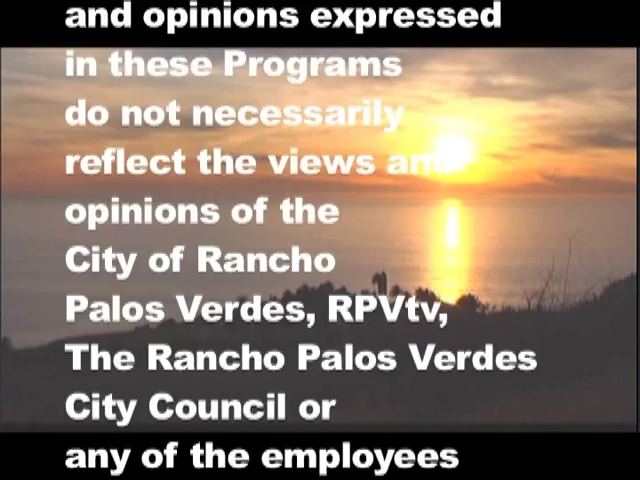 and opinions expressed
in these Programs
do not necessarily
reflect the views and
opinions of the
City of Rancho
Palos Verdes, RPVtv,
The Rancho Palos Verdes
City Council or
any of the employees